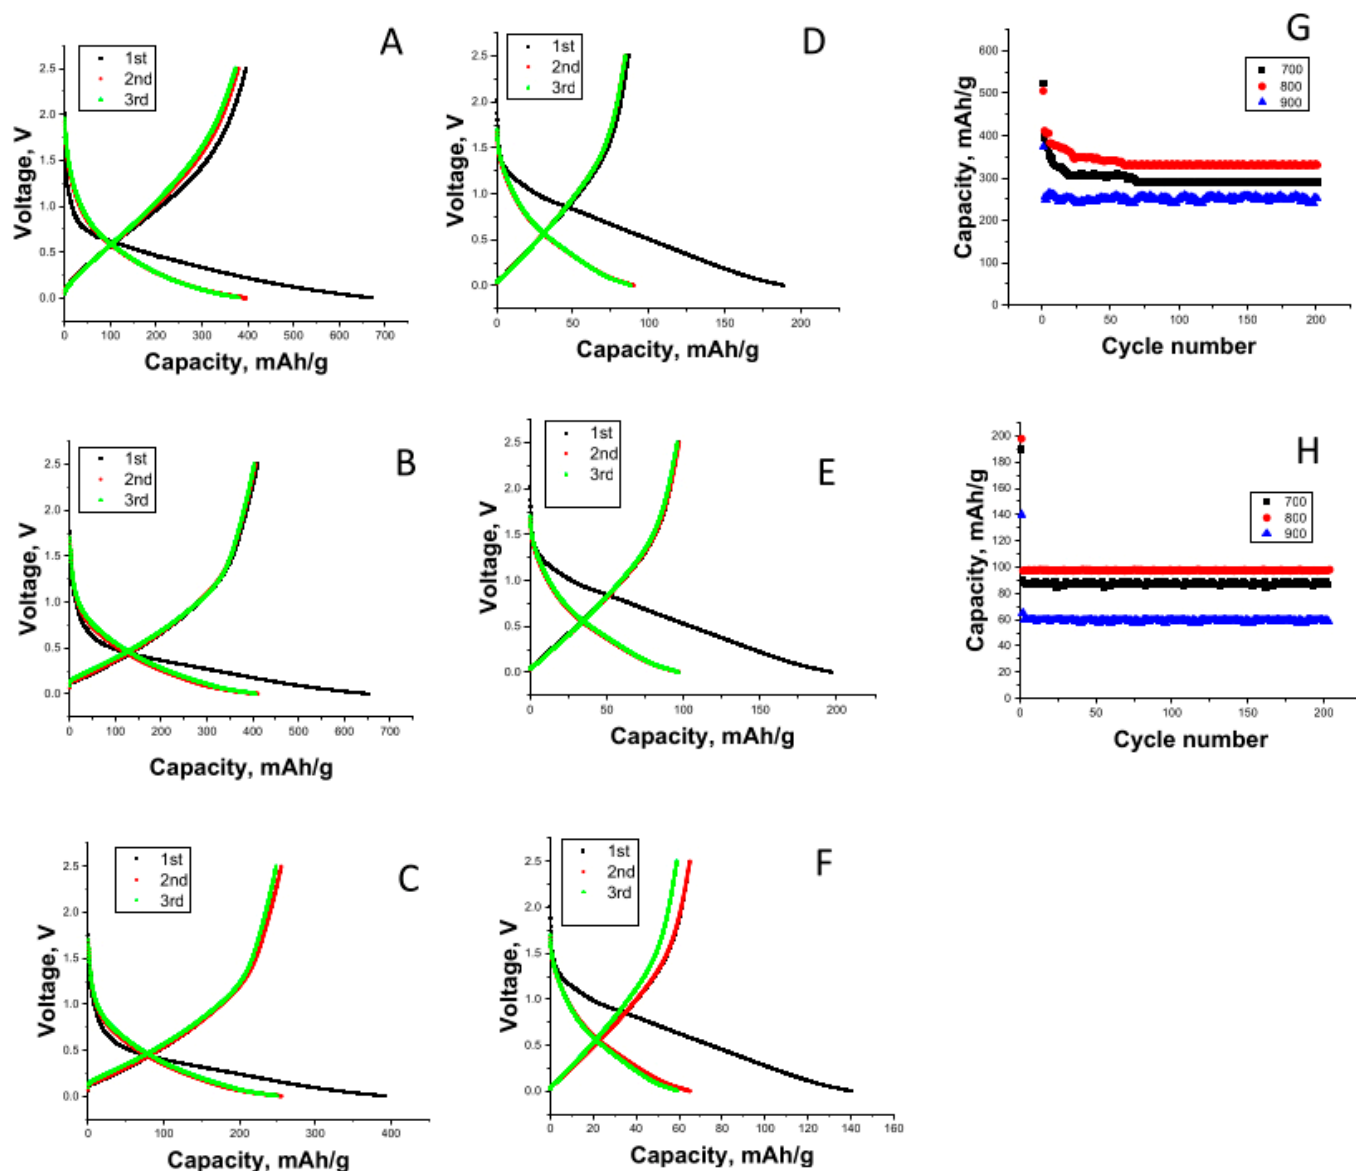 A
1st
2nd
3rd
2.5
2.0
1.5
1.0
0.5
0.0
Voltage, V
0 100 200 300 400 500 600 700
Capacity, mAh/g
D
1st
2nd
3rd
2.5
2.0
1.5
1.0
0.5
0.0
Voltage, V
0 50 100 150 200
Capacity, mAh/g
G
700
800
900
600
500
400
300
200
100
0
Capacity, mAh/g
0 50 100 150 200
Cycle number
B
1st
2nd
3rd
2.5
2.0
1.5
1.0
0.5
0.0
Voltage, V
0 100 200 300 400 500 600 700
Capacity, mAh/g
E
1st
2nd
3rd
2.5
2.0
1.5
1.0
0.5
0.0
Voltage, V
0 50 100 150 200
Capacity, mAh/g
H
700
800
900
200
180
160
140
120
100
80
60
40
20
0
Capacity, mAh/g
0 50 100 150 200
Cycle number
C
1st
2nd
3rd
2.5
2.0
1.5
1.0
0.5
0.0
Voltage, V
0 100 200 300 400
Capacity, mAh/g
F
1st
2nd
3rd
2.5
2.0
1.5
1.0
0.5
0.0
Voltage, V
0 20 40 60 80 100 120 140 160
Capacity, mAh/g